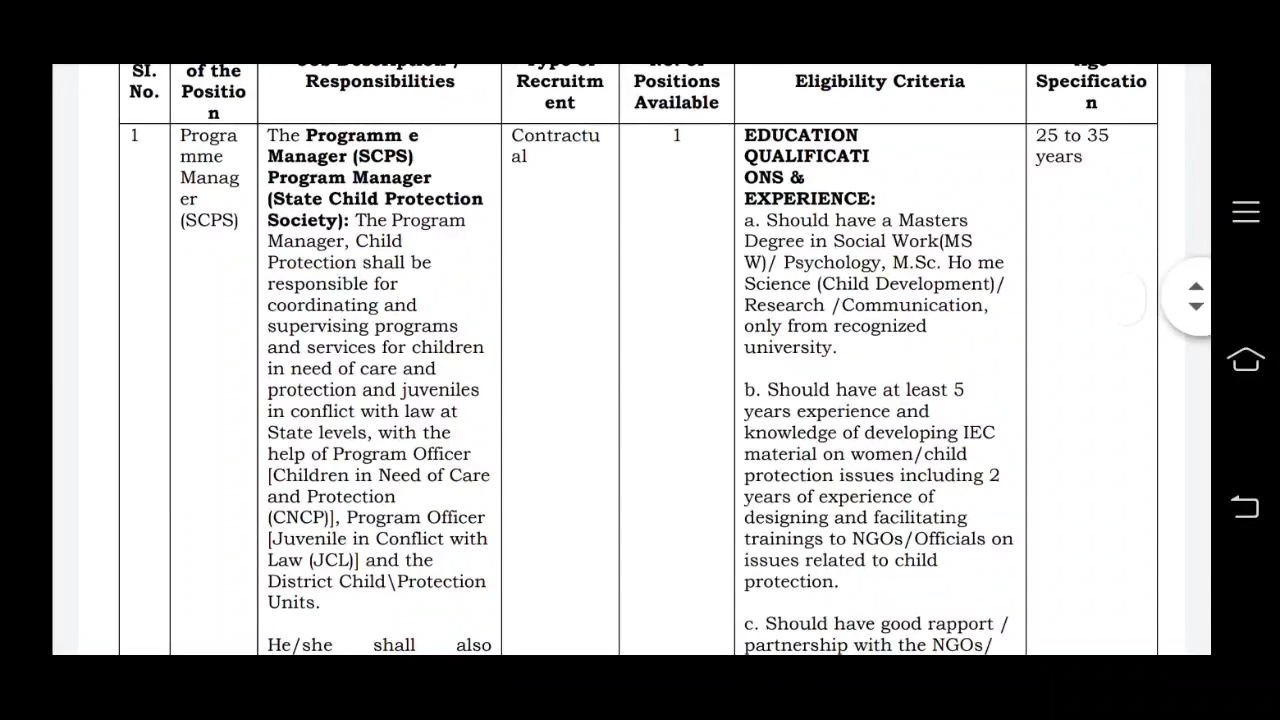 SI.
No.
of the
Positio
n
Responsibilities
Recruitm
ent
Positions
Available
Eligibility Criteria
Specificatio
n
1
Progra
mme
Manag
er
(SCPS)
The Programm e
Manager (SCPS)
Program Manager
(State Child Protection
Society): The Program
Manager, Child
Protection shall be
responsible for
coordinating and
supervising programs
and services for children
in need of care and
protection and juveniles
in conflict with law at
State levels, with the
help of Program Officer
[Children in Need of Care
and Protection
(CNCP)], Program Officer
[Juvenile in Conflict with
Law (JCL)] and the
District Child\Protection
Units.
He/she shall also
Contractu
al
1
EDUCATION
QUALIFICATI
ONS &
EXPERIENCE:
a. Should have a Masters
Degree in Social Work(MS
W)/ Psychology, M.Sc. Ho me
Science (Child Development)/
Research /Communication,
only from recognized
university.
b. Should have at least 5
years experience and
knowledge of developing IEC
material on women/child
protection issues including 2
years of experience of
designing and facilitating
trainings to NGOs/Officials on
issues related to child
protection.
c. Should have good rapport /
partnership with the NGOs/
25 to 35
years